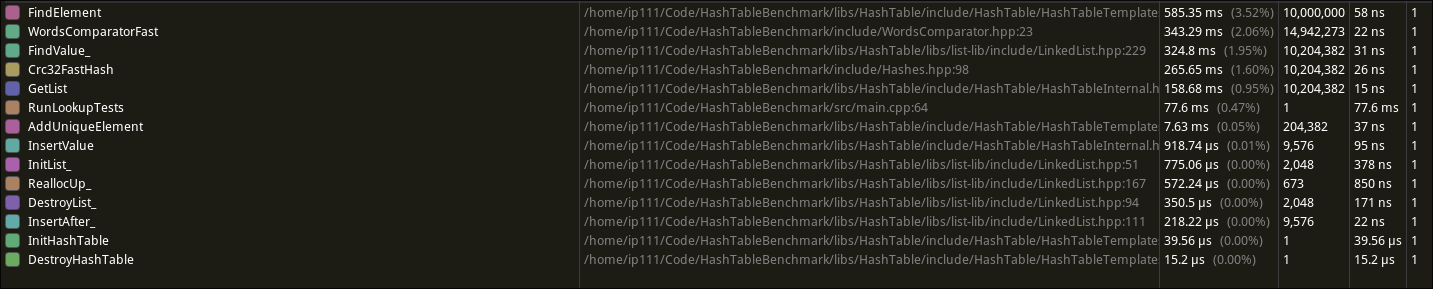 FindElement /home/ip111/Code/HashTableBenchmark/libs/HashTable/include/HashTable/HashTableTemplate 585.35 ms (3.52%) 10,000,000 58 ns 1
WordsComparatorFast /home/ip111/Code/HashTableBenchmark/include/WordsComparator.hpp:23 343.29 ms (2.06%) 14,942,273 22 ns 1
FindValue_ /home/ip111/Code/HashTableBenchmark/libs/HashTable/libs/list-lib/include/LinkedList.hpp:229 324.8 ms (1.95%) 10,204,382 31 ns 1
Crc32FastHash /home/ip111/Code/HashTableBenchmark/include/Hashes.hpp:98 265.65 ms (1.60%) 10,204,382 26 ns 1
GetList /home/ip111/Code/HashTableBenchmark/libs/HashTable/include/HashTable/HashTableInternal.h 158.68 ms (0.95%) 10,204,382 15 ns 1
RunLookupTests /home/ip111/Code/HashTableBenchmark/src/main.cpp:64 77.6 ms (0.47%) 1 77.6 ms 1
AddUniqueElement /home/ip111/Code/HashTableBenchmark/libs/HashTable/include/HashTable/HashTableTemplate 7.63 ms (0.05%) 204,382 37 ns 1
InsertValue /home/ip111/Code/HashTableBenchmark/libs/HashTable/include/HashTable/HashTableInternal.h 918.74 μs (0.01%) 9,576 95 ns 1
InitList_ /home/ip111/Code/HashTableBenchmark/libs/HashTable/libs/list-lib/include/LinkedList.hpp:51 775.06 μs (0.00%) 2,048 378 ns 1
ReallocUp_ /home/ip111/Code/HashTableBenchmark/libs/HashTable/libs/list-lib/include/LinkedList.hpp:167 572.24 μs (0.00%) 673 850 ns 1
DestroyList_ /home/ip111/Code/HashTableBenchmark/libs/HashTable/libs/list-lib/include/LinkedList.hpp:94 350.5 μs (0.00%) 2,048 171 ns 1
InsertAfter_ /home/ip111/Code/HashTableBenchmark/libs/HashTable/libs/list-lib/include/LinkedList.hpp:111 218.22 μs (0.00%) 9,576 22 ns 1
InitHashTable /home/ip111/Code/HashTableBenchmark/libs/HashTable/include/HashTable/HashTableTemplate 39.56 μs (0.00%) 1 39.56 μs 1
DestroyHashTable /home/ip111/Code/HashTableBenchmark/libs/HashTable/include/HashTable/HashTableTemplate 15.2 μs (0.00%) 1 15.2 μs 1